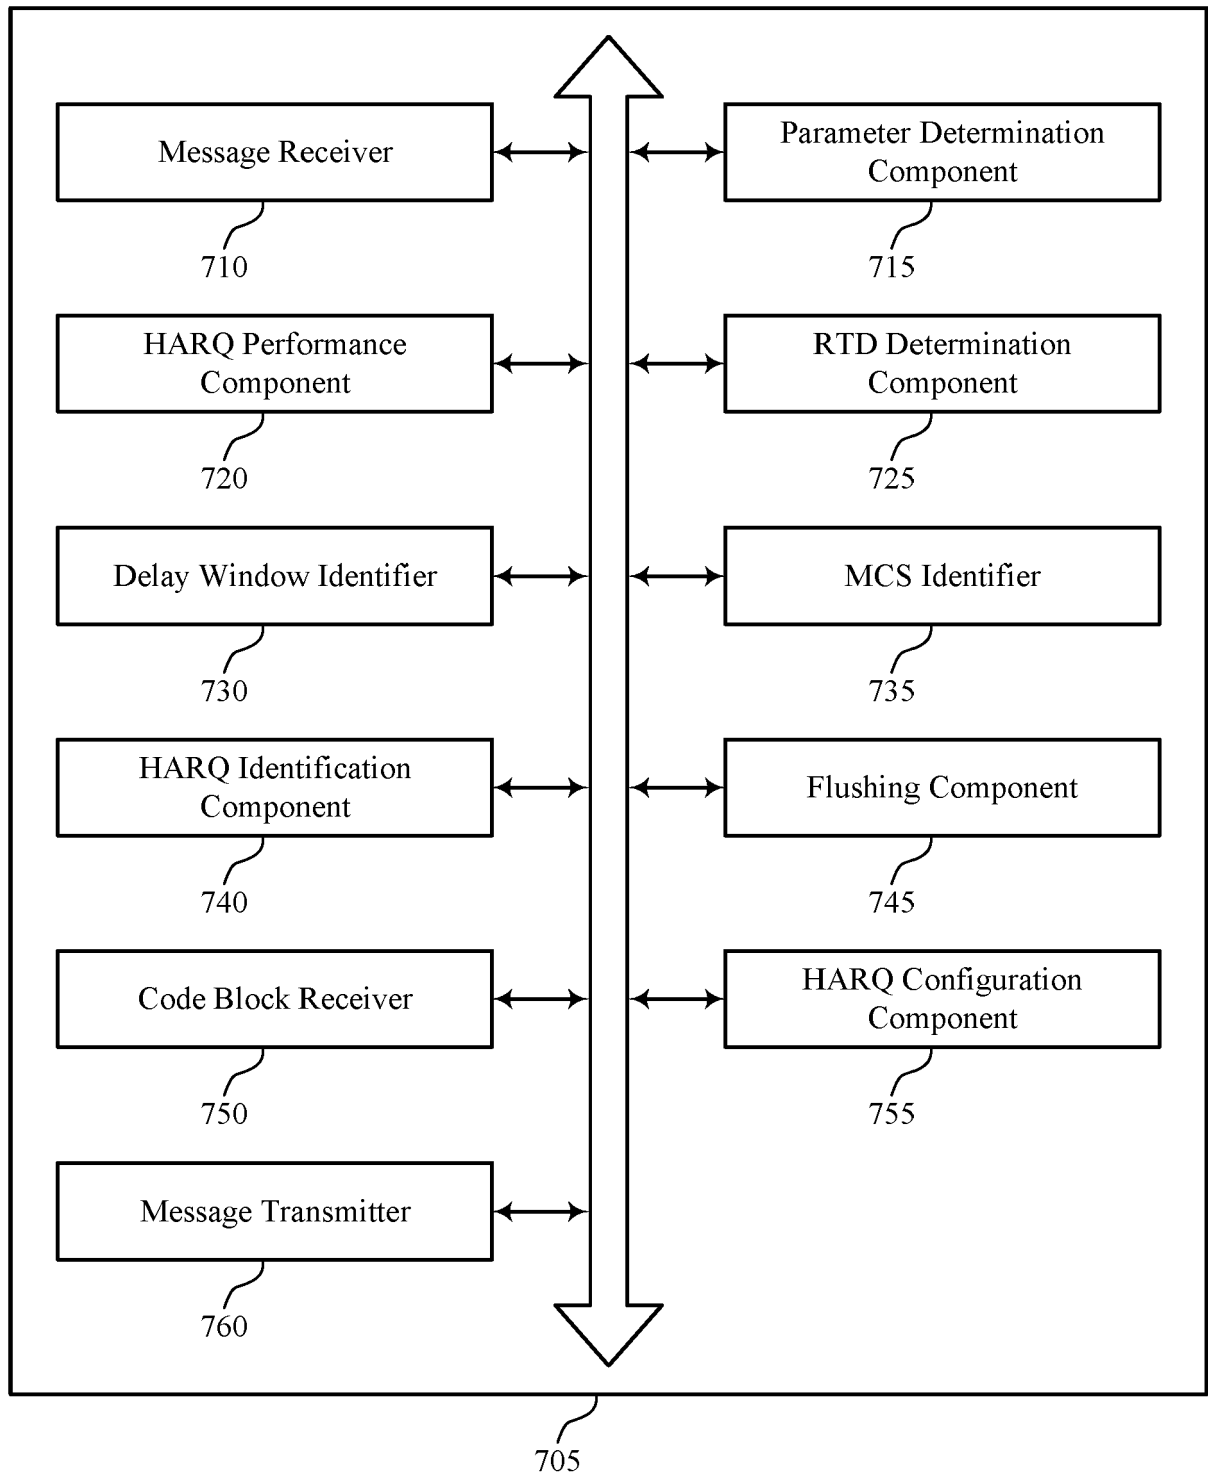 Message Receiver
710
Parameter Determination
Component
715
HARQ Performance
Component
720
RTD Determination
Component
725
Delay Window Identifier
730
MCS Identifier
735
HARQ Identification
Component
740
Flushing Component
745
Code Block Receiver
750
HARQ Configuration
Component
755
Message Transmitter
760
705